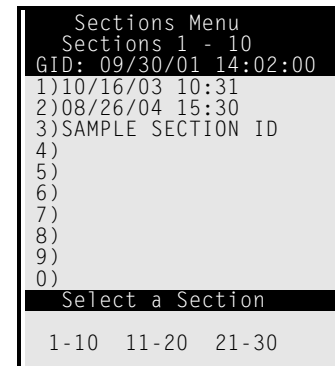 Sections Menu
Sections 1 - 10
GID: 09/30/01 14:02:00
1)10/16/03 10:31
2)08/26/04 15:30
3)SAMPLE SECTION ID
4)
5)
6)
7)
8)
9)
0)
Select a Section
1-10 11-20 21-30